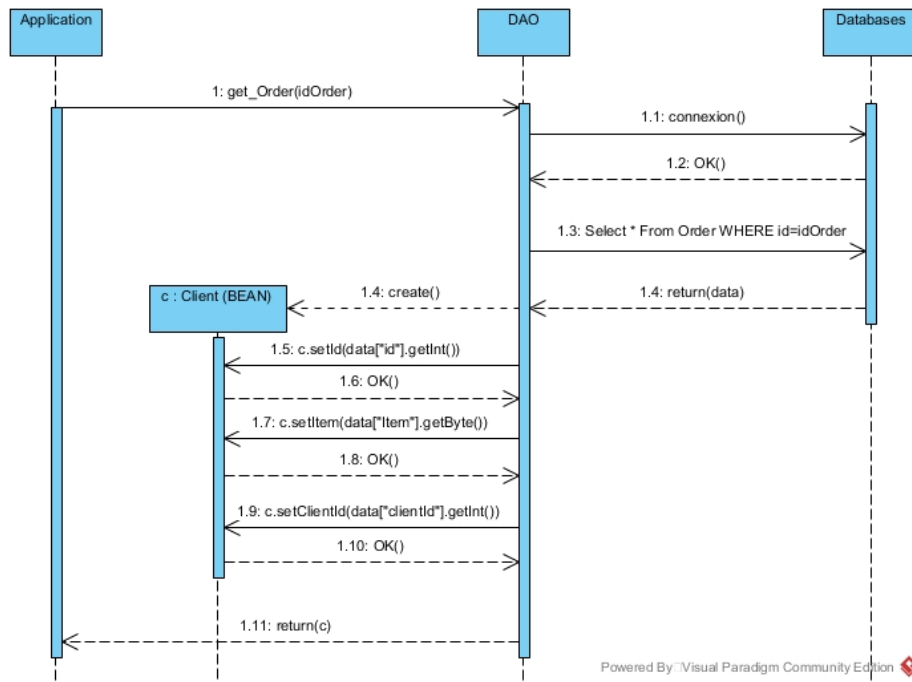 Application
DAO
Databases
1: get_Order(idOrder)
1.1: connexion()
1.2: OK()
1.3: Select * From Order WHERE id=idOrder
c : Client (BEAN)
1.4: create()
1.4: return(data)
1.5: c.setId(data["id"].getInt())
1.6: OK()
1.7: c.setItem(data["Item"].getByte())
1.8: OK()
1.9: c.setClientId(data["clientId"].getInt())
1.10: OK()
1.11: return(c)
Powered By Visual Paradigm Community Edition